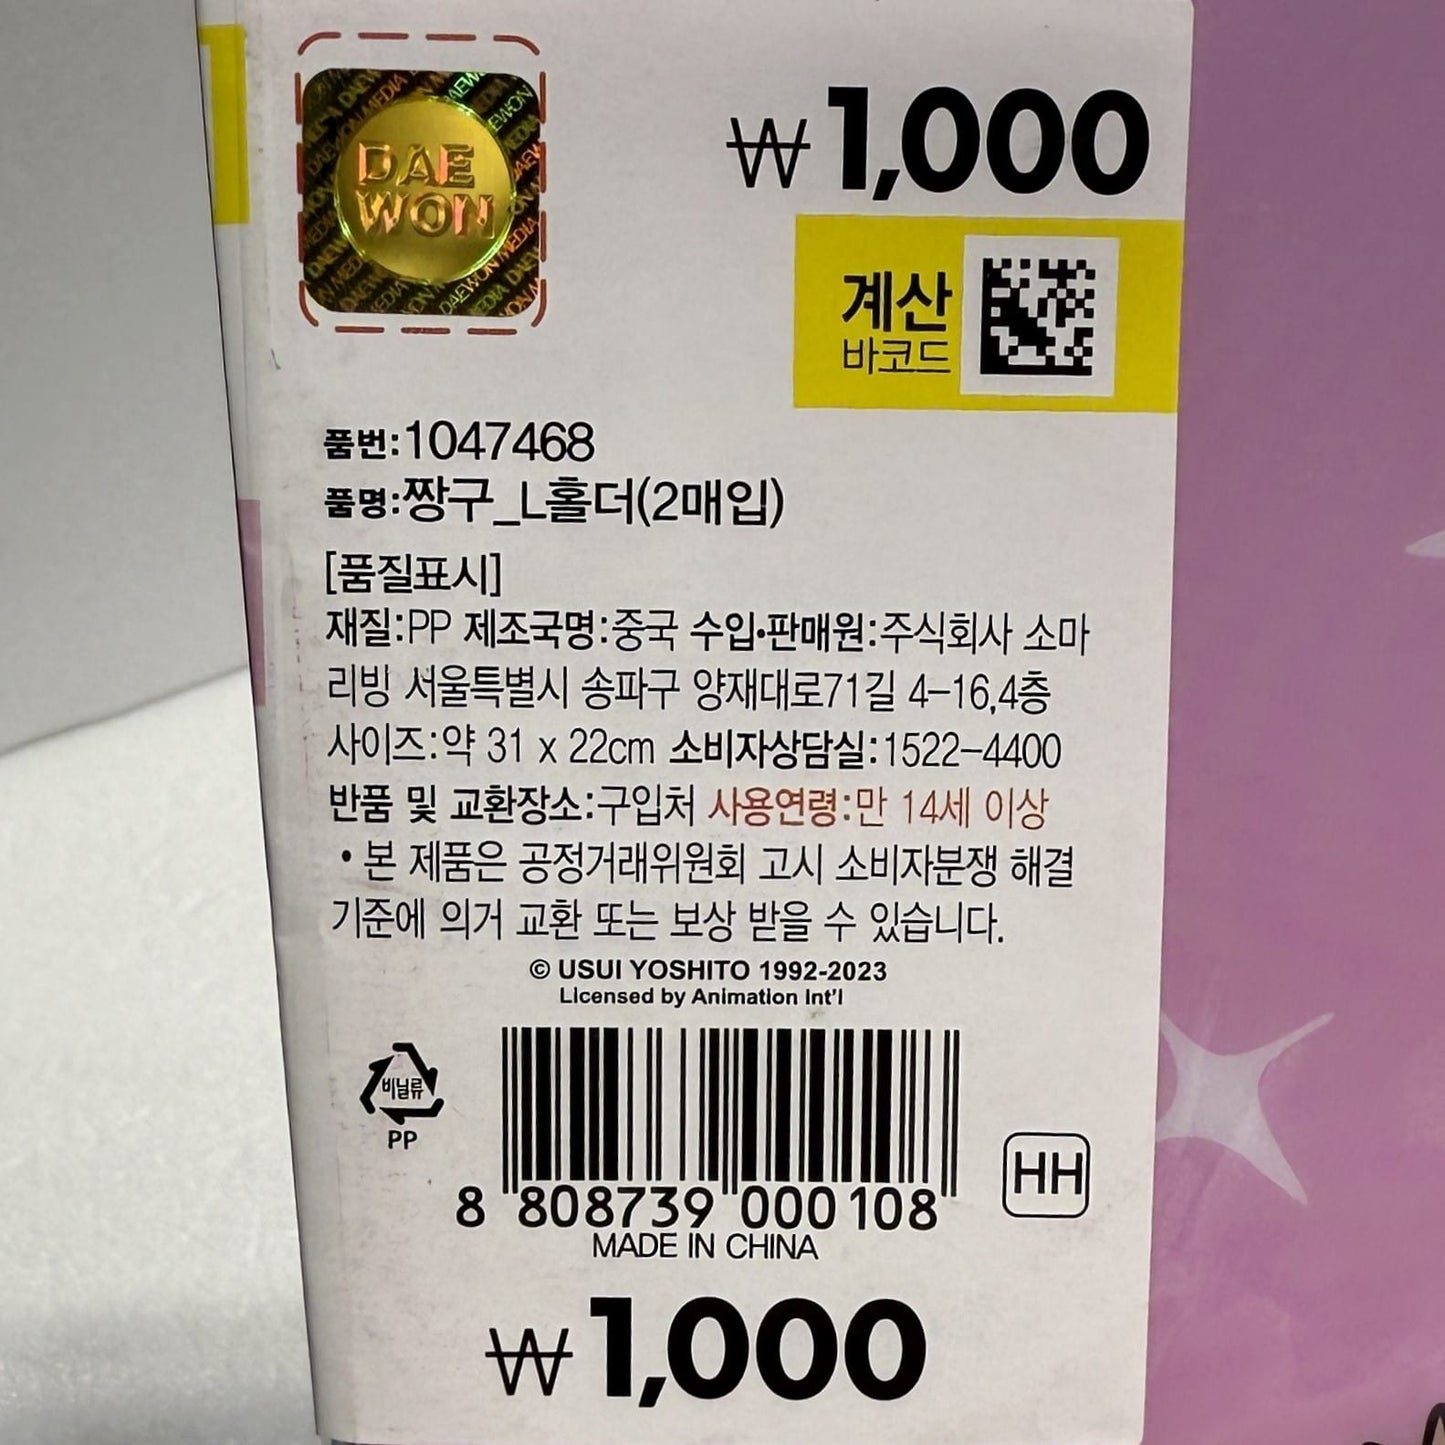 DAE
WON
₩1,000
계산
바코드
품번:1047468
품명:짱구_L홀더(2매입)
[품질표시]
재질:PP 제조국명:중국 수입•판매원:주식회사 소마
리빙 서울특별시 송파구 양재대로71길 4-16,4층
사이즈:약 31 x 22cm 소비자상담실:1522-4400
반품 및 교환장소:구입처 사용연령:만 14세 이상
• 본 제품은 공정거래위원회 고시 소비자분쟁 해결
기준에 의거 교환 또는 보상 받을 수 있습니다.
© USUI YOSHITO 1992-2023
Licensed by Animation Int'l
비닐류
PP
HH
8 808739 000108
MADE IN CHINA
₩1,000